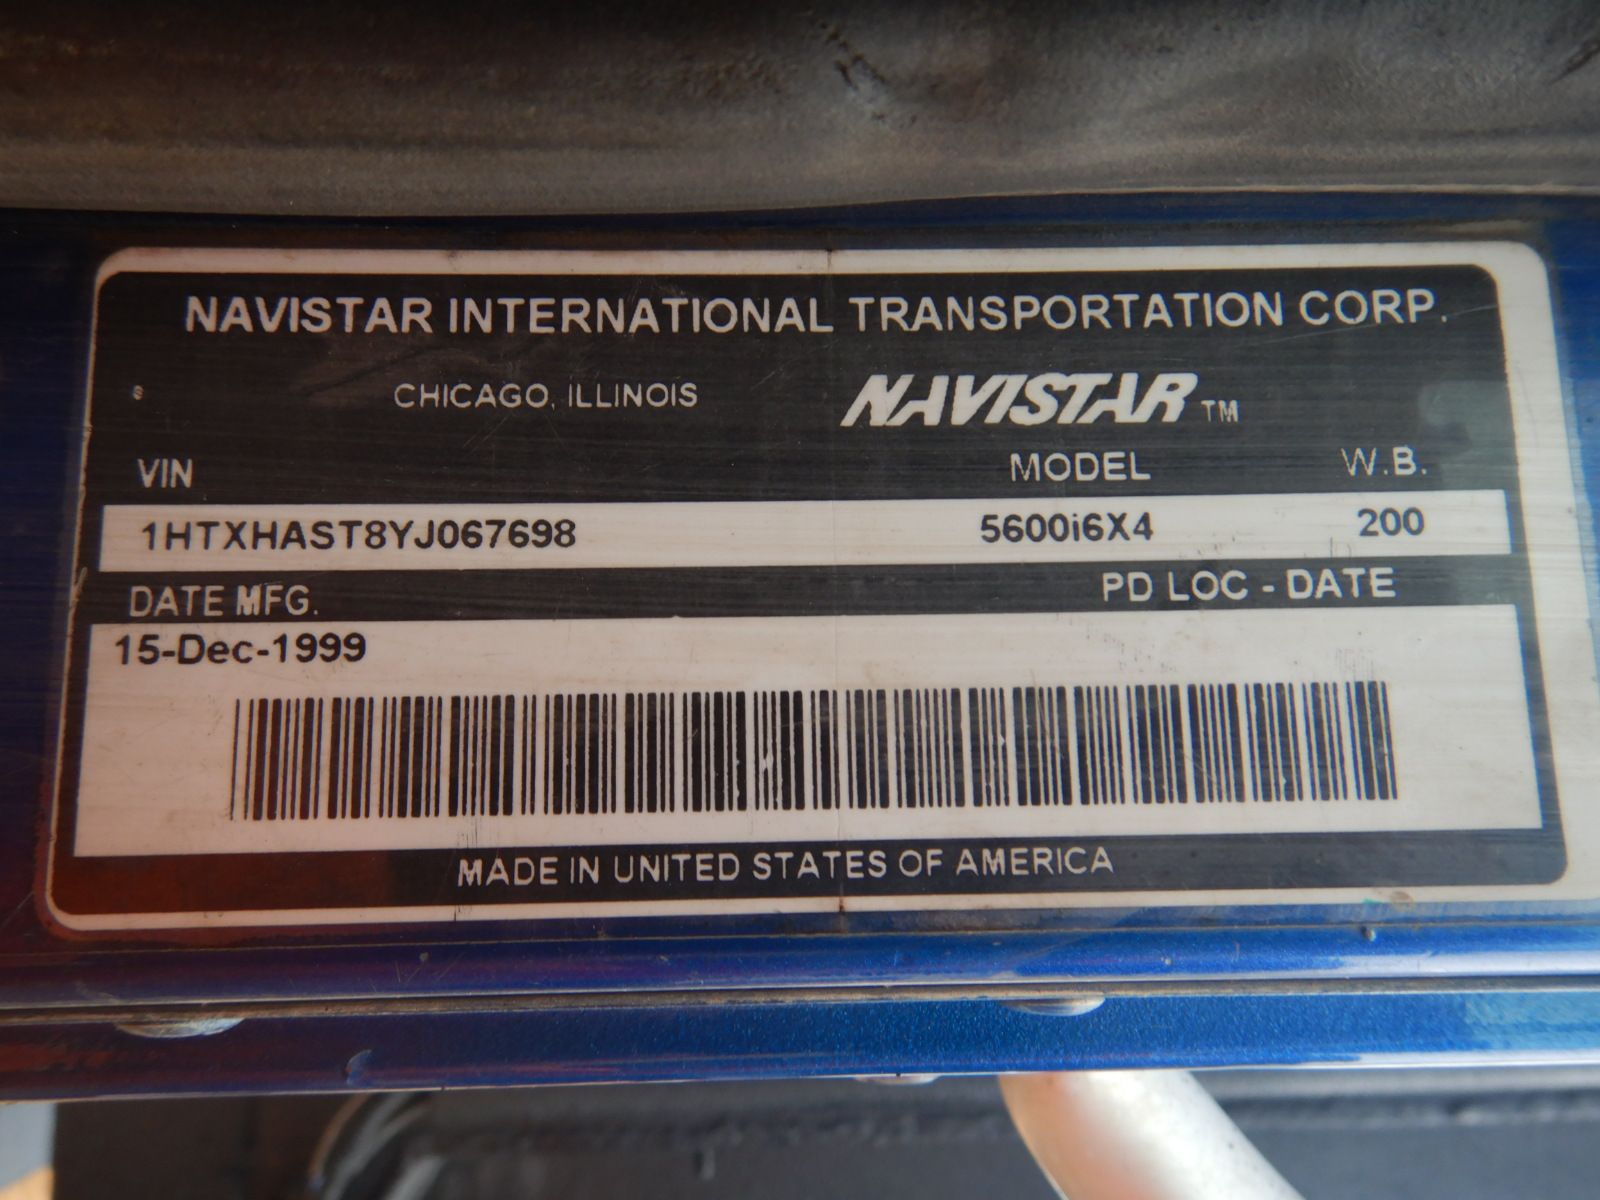 NAVISTAR INTERNATIONAL TRANSPORTATION CORP.
CHICAGO, ILLINOIS NAVISTAR TM
VIN MODEL W.B.
1HTXHAST8YJ067698 5600i6X4 200
DATE MFG. PD LOC - DATE
15-Dec-1999
MADE IN UNITED STATES OF AMERICA